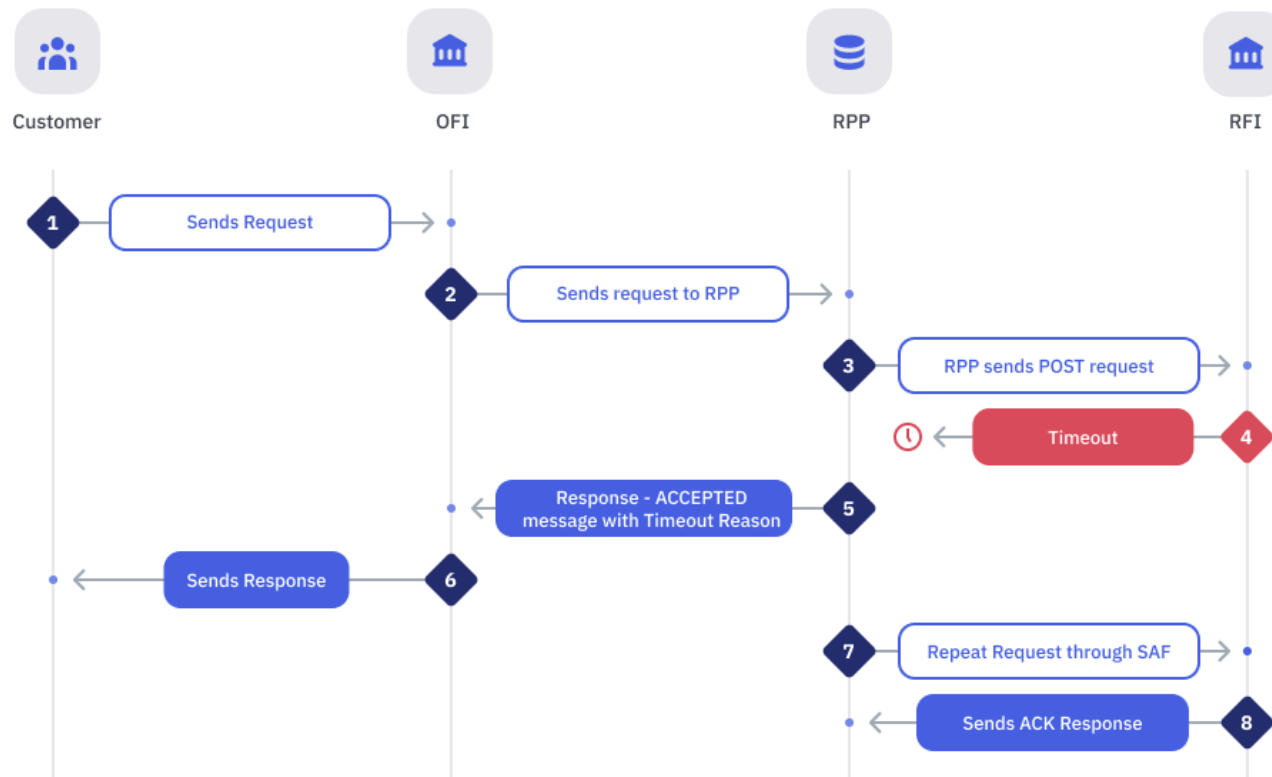 Customer
OFI
RPP
RFI
1
Sends Request
2
Sends request to RPP
3
RPP sends POST request
Timeout
4
Response - ACCEPTED
message with Timeout Reason
5
Sends Response
6
7
Repeat Request through SAF
Sends ACK Response
8